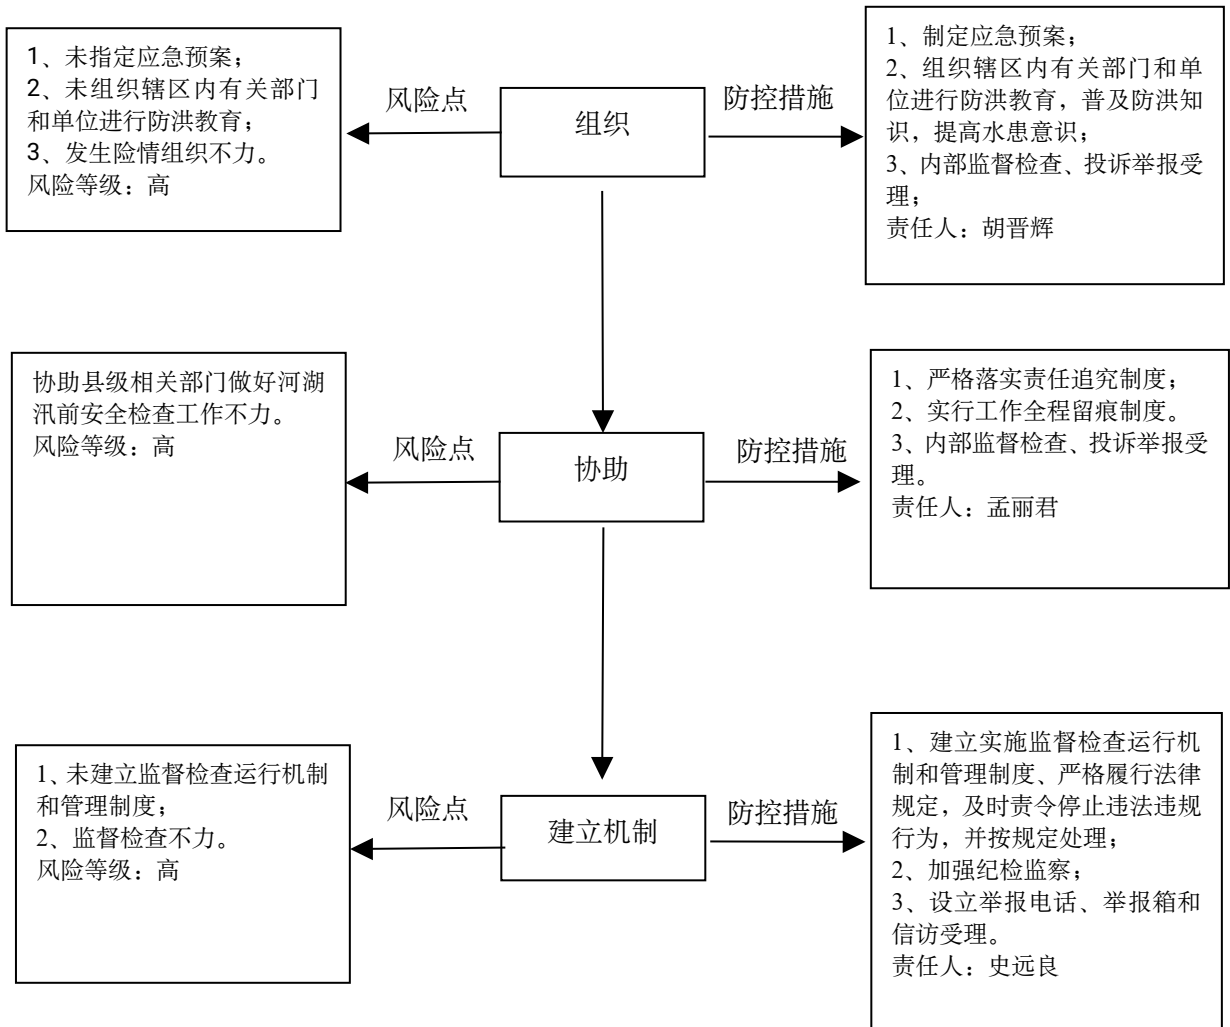 1、未指定应急预案；
2、未组织辖区内有关部门
和单位进行防洪教育；
3、发生险情组织不力。
风险等级：高
风险点
组织
防控措施
1、制定应急预案；
2、组织辖区内有关部门和单
位进行防洪教育，普及防洪知
识，提高水患意识；
3、内部监督检查、投诉举报受
理；
责任人：胡晋辉
协助县级相关部门做好河湖
汛前安全检查工作不力。
风险等级：高
风险点
协助
防控措施
1、严格落实责任追究制度；
2、实行工作全程留痕制度。
3、内部监督检查、投诉举报受
理。
责任人：孟丽君
1、未建立监督检查运行机制
和管理制度；
2、监督检查不力。
风险等级：高
风险点
建立机制
防控措施
1、建立实施监督检查运行机
制和管理制度、严格履行法律
规定，及时责令停止违法违规
行为，并按规定处理；
2、加强纪检监察；
3、设立举报电话、举报箱和
信访受理。
责任人：史远良